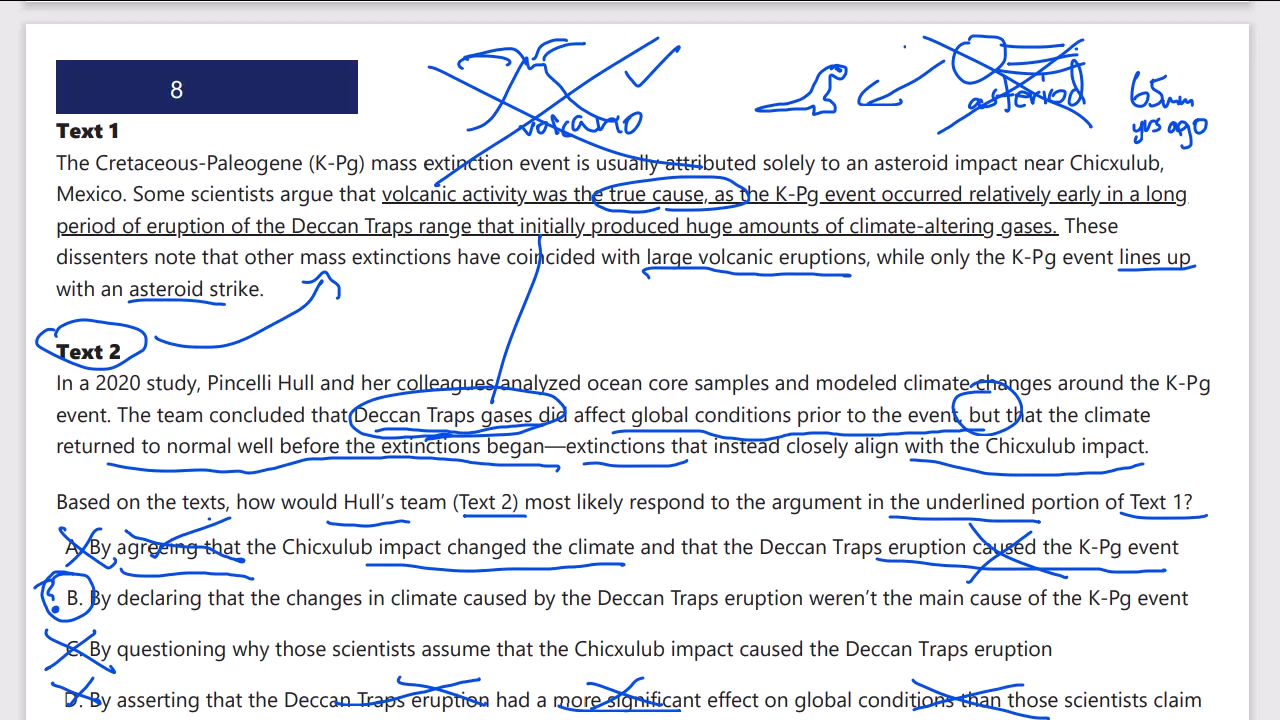 8
volcano
asteriod
65mm
yrs ago
Text 1
The Cretaceous-Paleogene (K-Pg) mass extinction event is usually attributed solely to an asteroid impact near Chicxulub,
Mexico. Some scientists argue that volcanic activity was the true cause, as the K-Pg event occurred relatively early in a long
period of eruption of the Deccan Traps range that initially produced huge amounts of climate-altering gases. These
dissenters note that other mass extinctions have coincided with large volcanic eruptions, while only the K-Pg event lines up
with an asteroid strike.
Text 2
In a 2020 study, Pincelli Hull and her colleagues analyzed ocean core samples and modeled climate changes around the K-Pg
event. The team concluded that Deccan Traps gases did affect global conditions prior to the event, but that the climate
returned to normal well before the extinctions began—extinctions that instead closely align with the Chicxulub impact.
Based on the texts, how would Hull's team (Text 2) most likely respond to the argument in the underlined portion of Text 1?
A. By agreeing that the Chicxulub impact changed the climate and that the Deccan Traps eruption caused the K-Pg event
? B. By declaring that the changes in climate caused by the Deccan Traps eruption weren't the main cause of the K-Pg event
C. By questioning why those scientists assume that the Chicxulub impact caused the Deccan Traps eruption
D. By asserting that the Deccan Traps eruption had a more significant effect on global conditions than those scientists claim